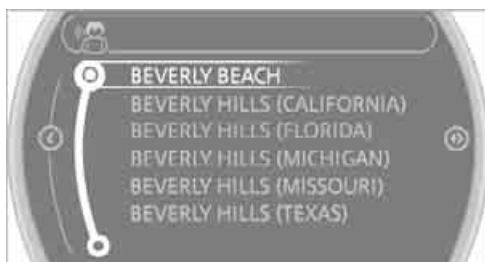 BEVERLY BEACH
BEVERLY HILLS (CALIFORNIA)
BEVERLY HILLS (FLORIDA)
BEVERLY HILLS (MICHIGAN)
BEVERLY HILLS (MISSOURI)
BEVERLY HILLS (TEXAS)